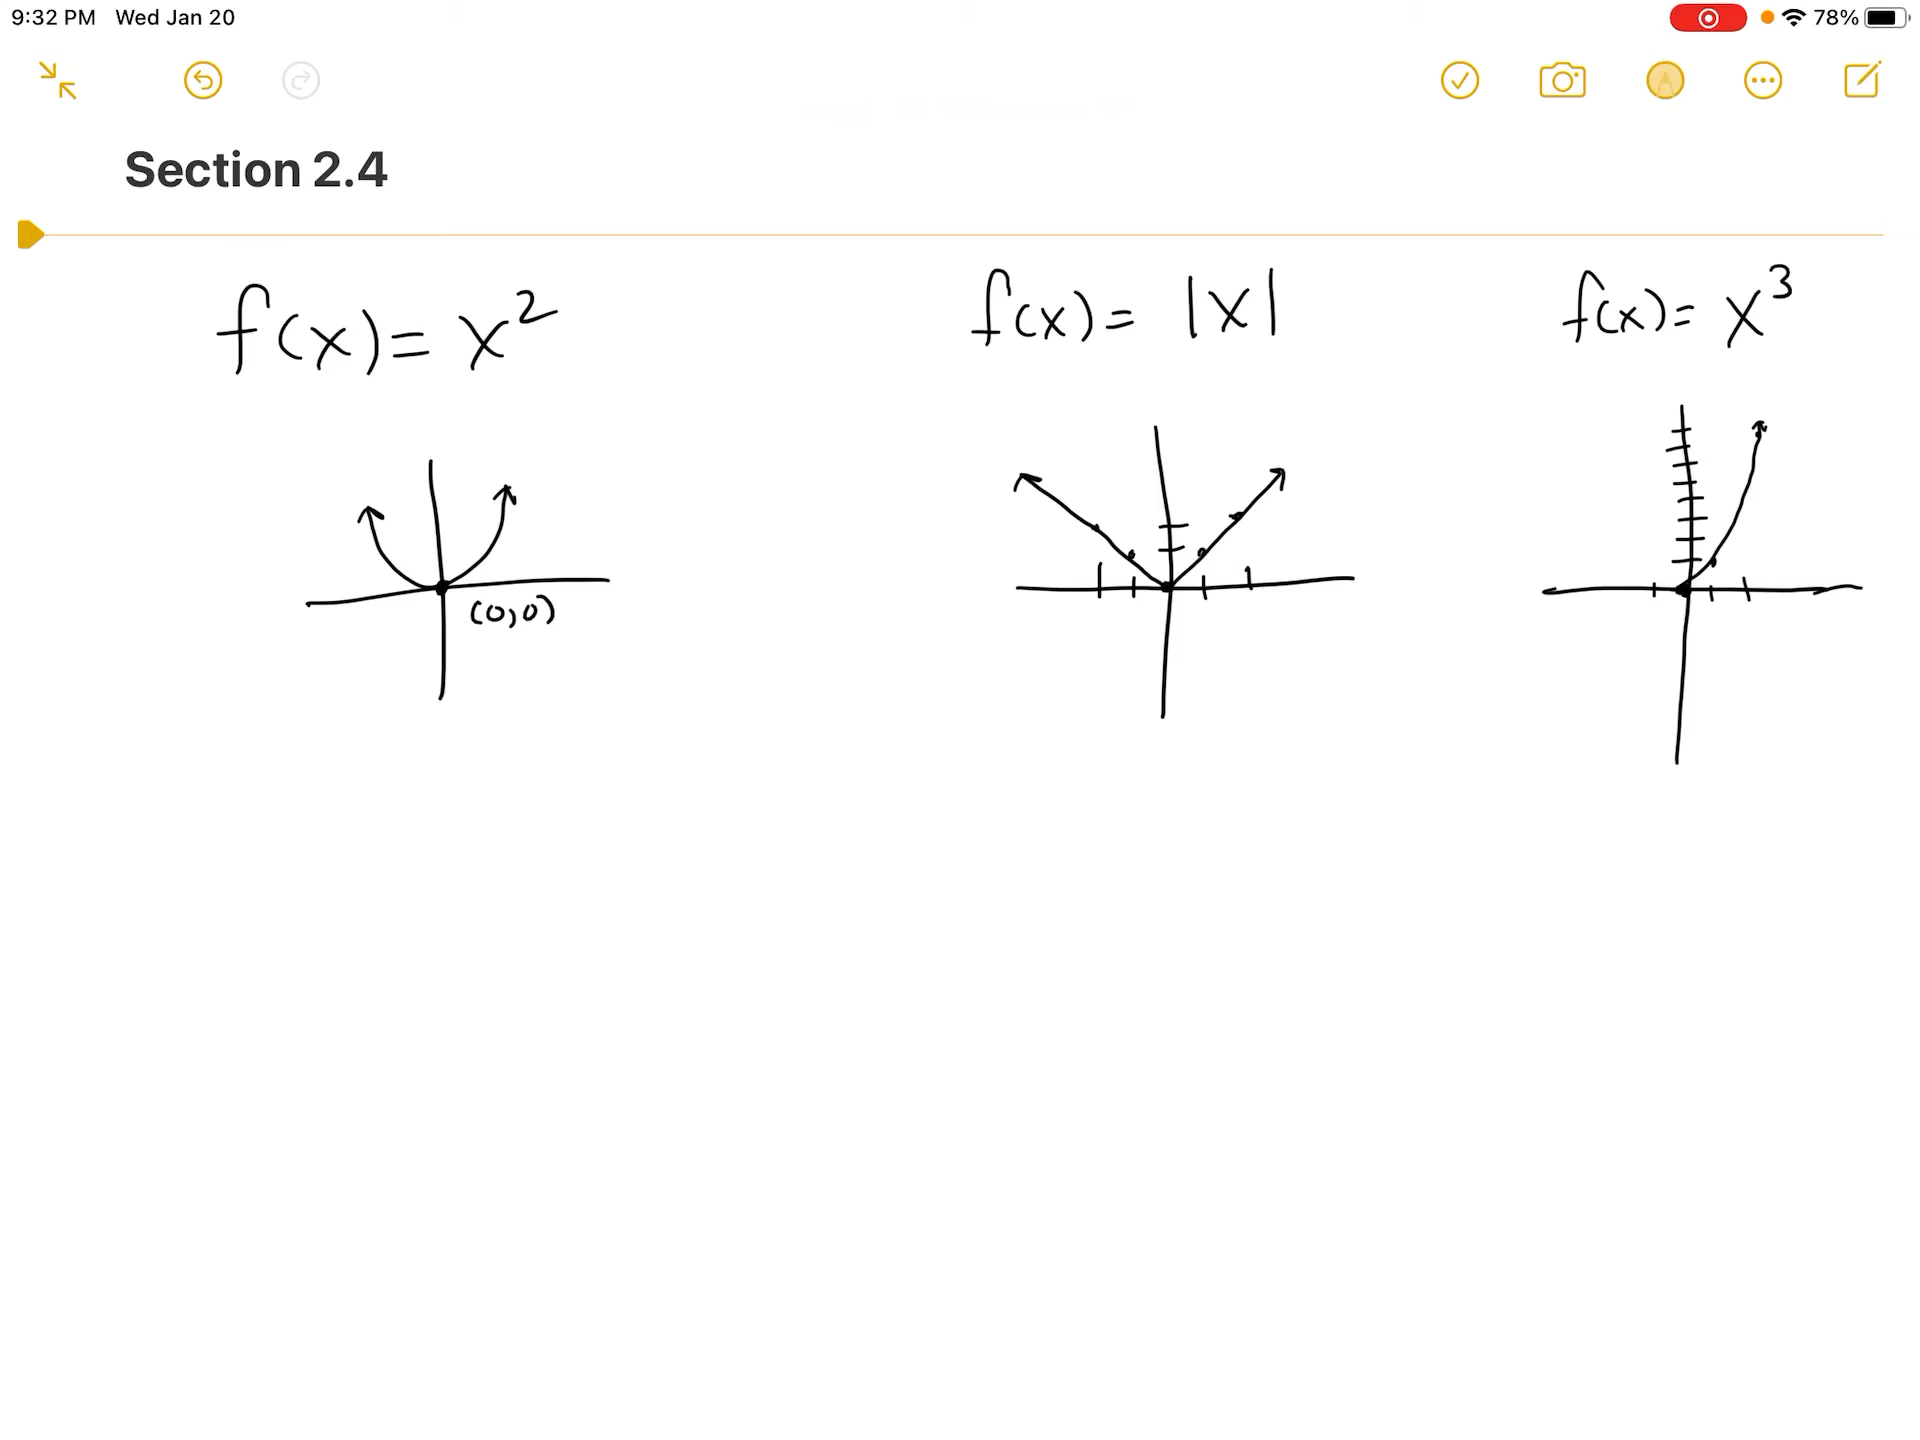 9:32 PM Wed Jan 20 78%
Section 2.4
f(x) = x² f(x) = |x| f(x) = x³
(0,0)